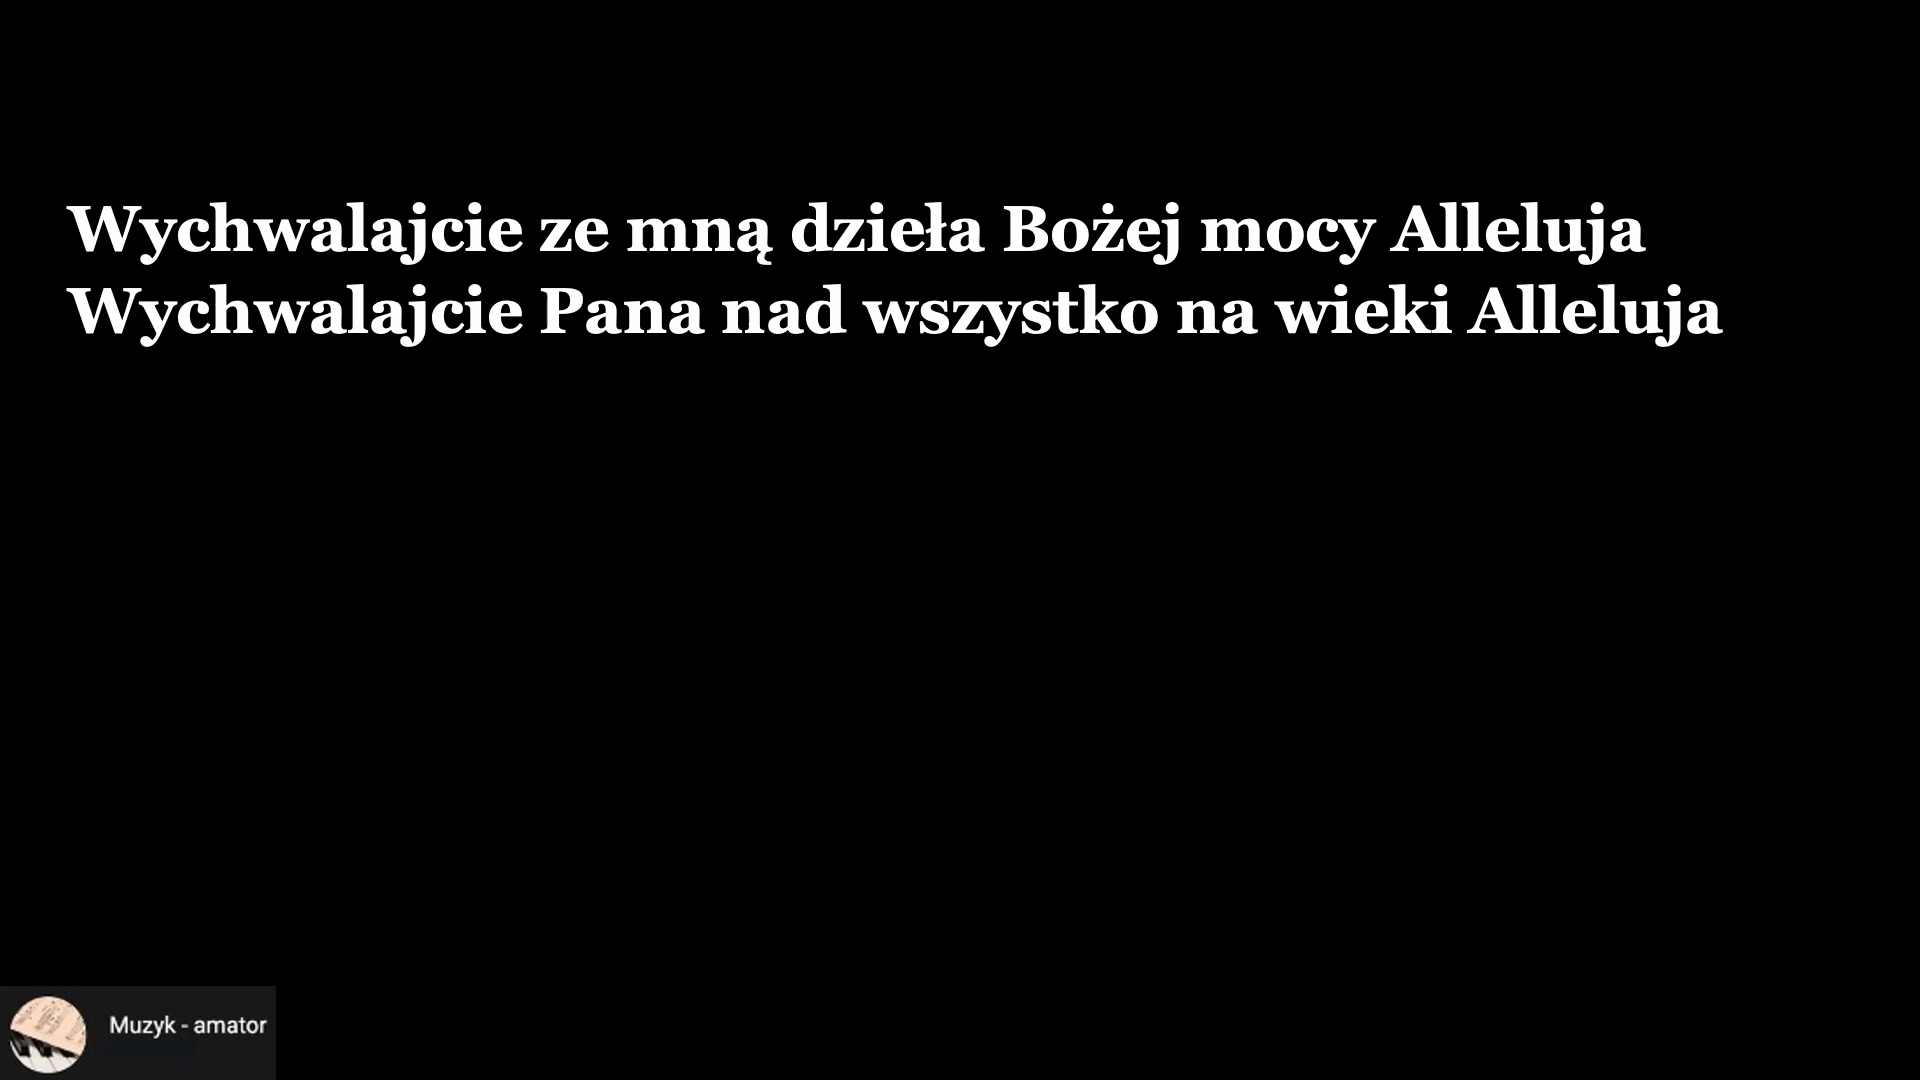 Wychwalajcie ze mną dzieła Bożej mocy Alleluja
Wychwalajcie Pana nad wszystko na wieki Alleluja
Muzyk - amator